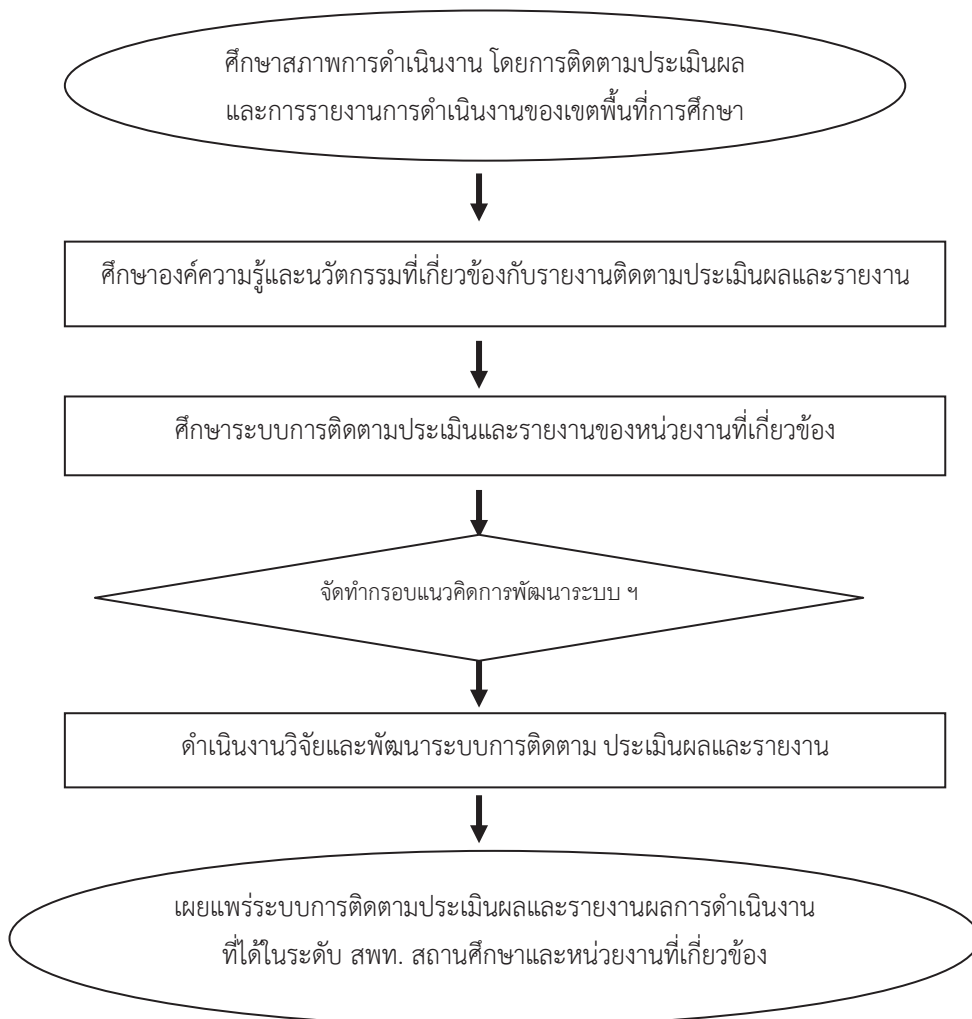 ศึกษาสภาพการดำเนินงาน โดยการติดตามประเมินผล
และการรายงานการดำเนินงานของเขตพื้นที่การศึกษา
ศึกษาองค์ความรู้และนวัตกรรมที่เกี่ยวข้องกับรายงานติดตามประเมินผลและรายงาน
ศึกษาระบบการติดตามประเมินและรายงานของหน่วยงานที่เกี่ยวข้อง
จัดทำกรอบแนวคิดการพัฒนาระบบ ฯ
ดำเนินงานวิจัยและพัฒนาระบบการติดตาม ประเมินผลและรายงาน
เผยแพร่ระบบการติดตามประเมินผลและรายงานผลการดำเนินงาน
ที่ได้ในระดับ สพท. สถานศึกษาและหน่วยงานที่เกี่ยวข้อง